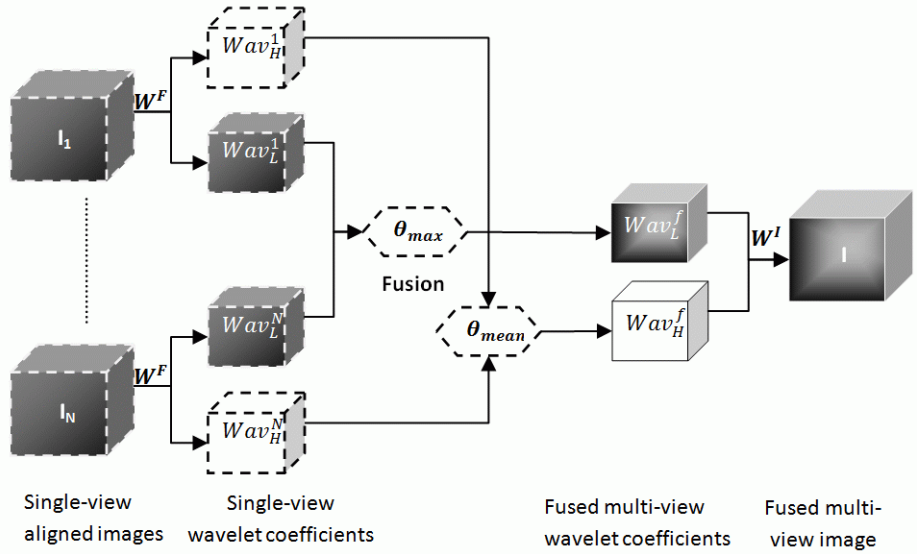 Wav_H^1
W^F
I_1
Wav_L^1
θ_max
Fusion
Wav_L^f
W^I
I
Wav_L^N
θ_mean
Wav_H^f
W^F
I_N
Wav_H^N
Single-view
aligned images
Single-view
wavelet coefficients
Fused multi-view
wavelet coefficients
Fused multi-
view image